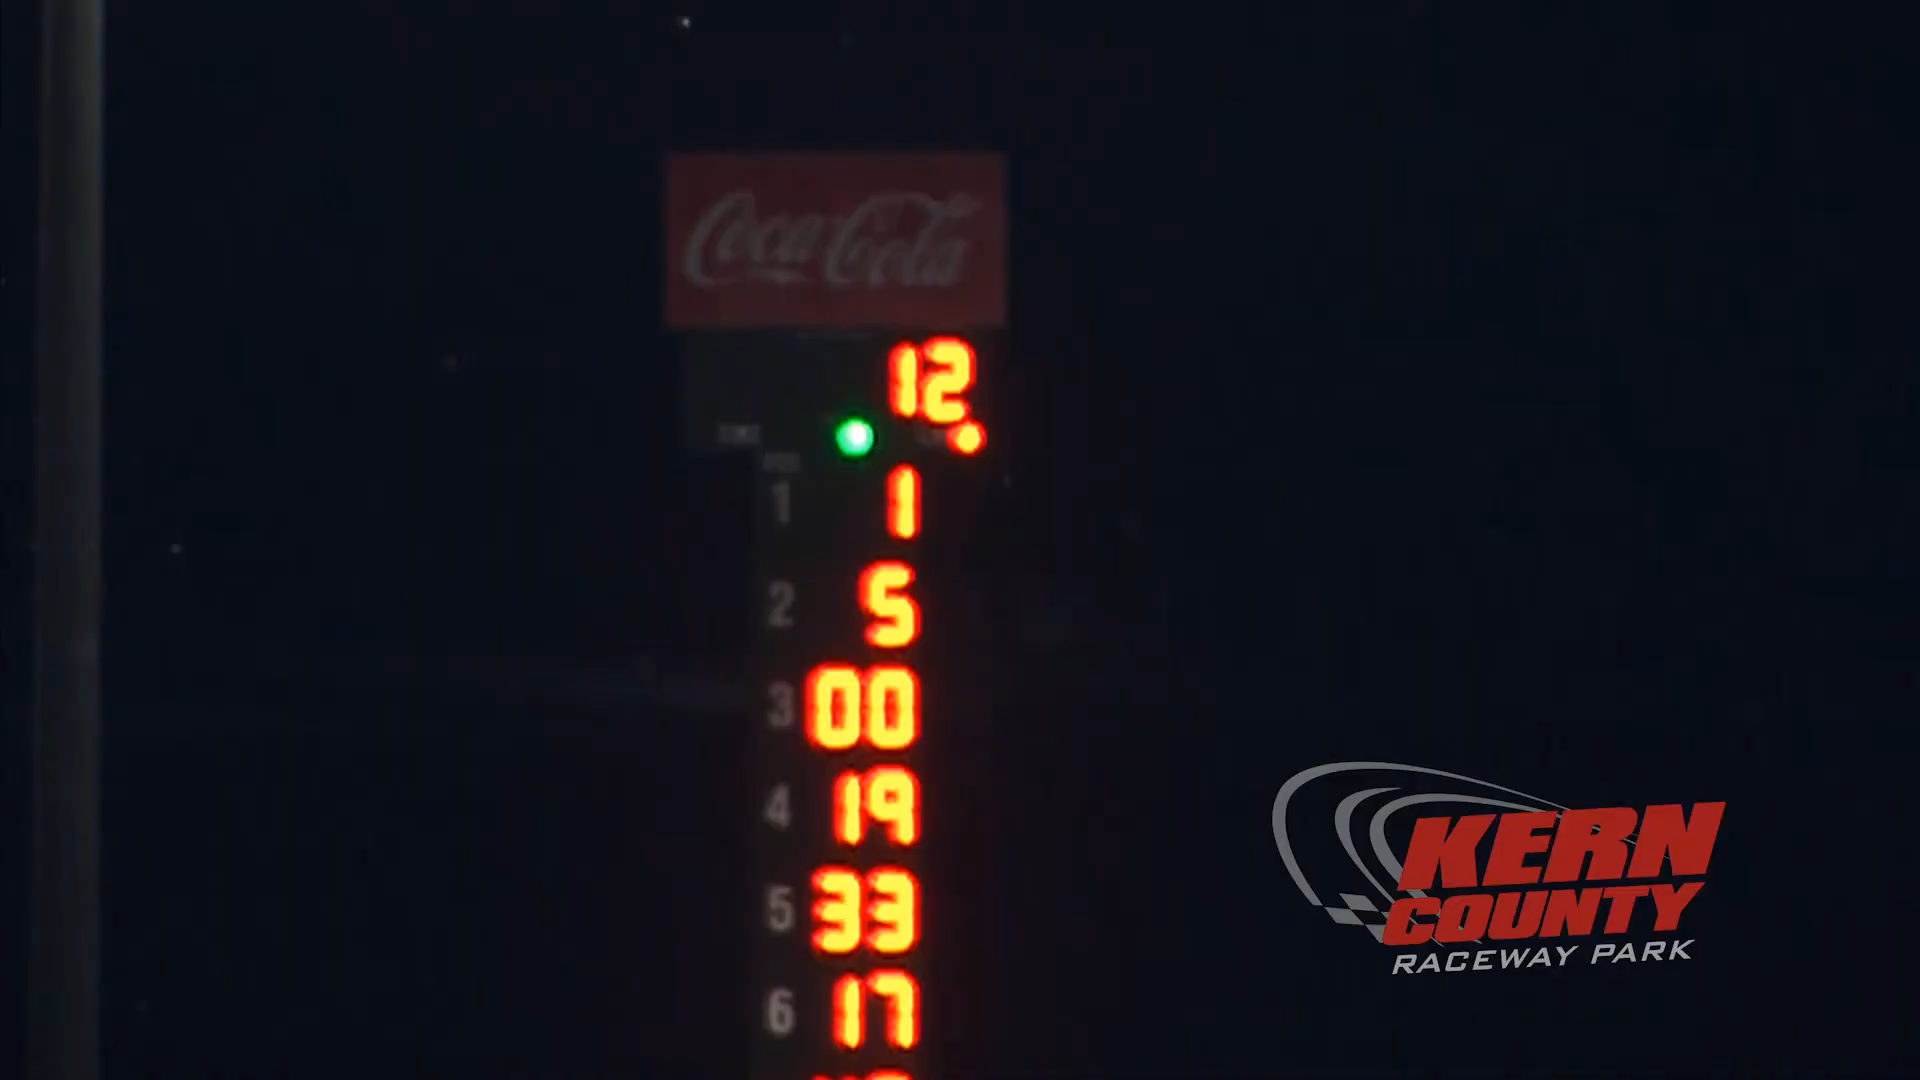 Coca-Cola
12
1 1
2 5
3 00
4 19
5 33
6 17
KERN
COUNTY
RACEWAY PARK